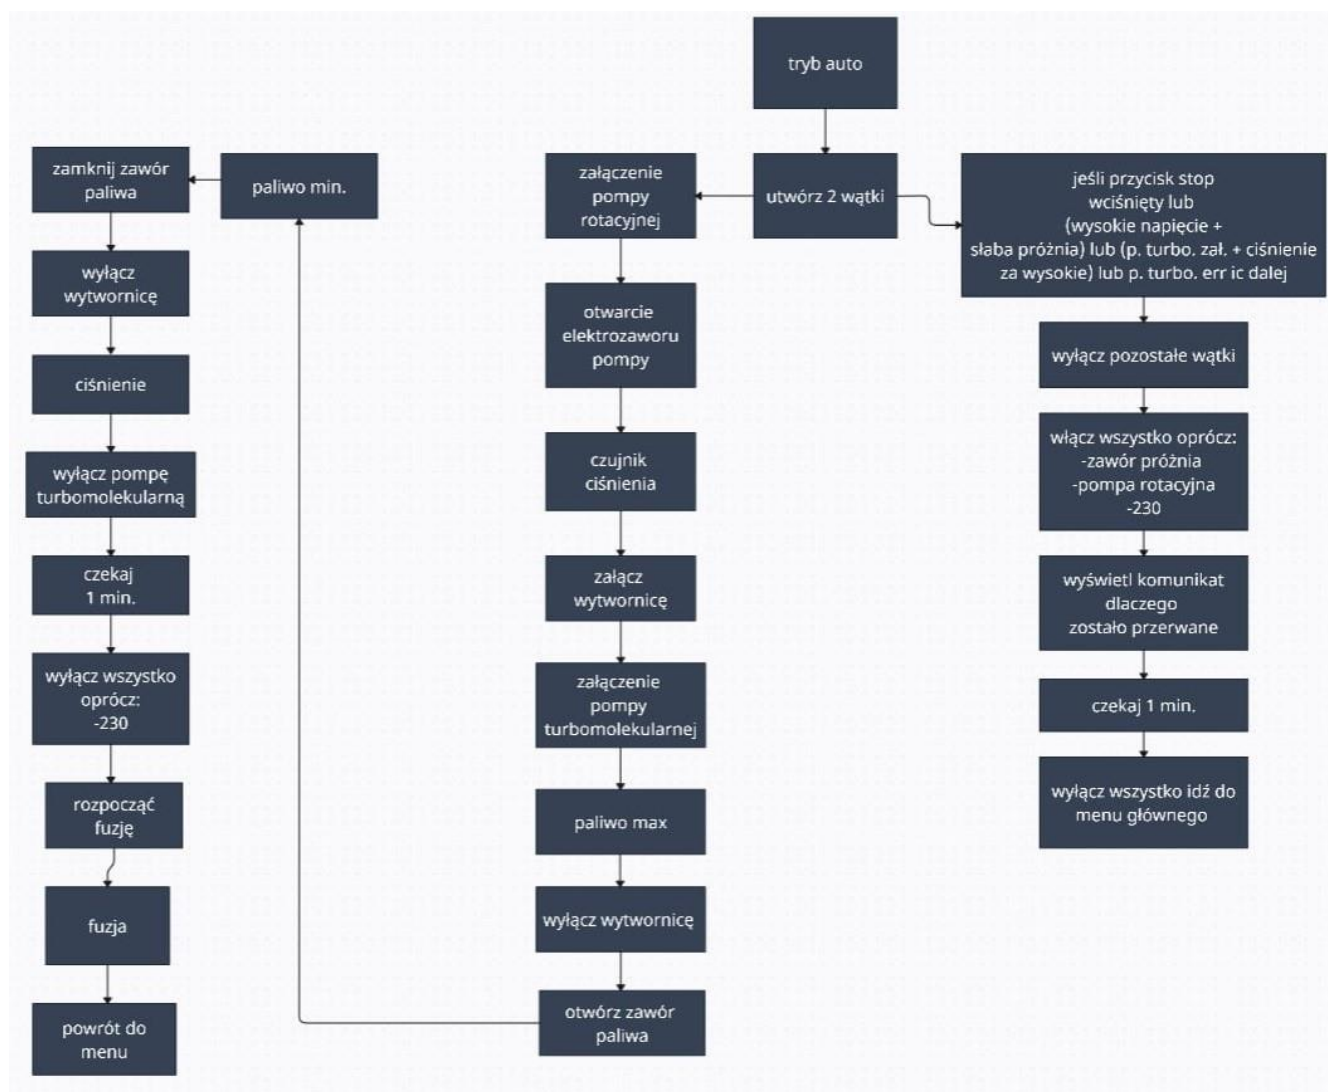 tryb auto
utwórz 2 wątki
załączenie
pompy
rotacyjnej
otwarcie
elektrozaworu
pompy
czujnik
ciśnienia
załącz
wytwornicę
załączenie
pompy
turbomolekularnej
paliwo max
wyłącz wytwornicę
otwórz zawór
paliwa
paliwo min.
zamknij zawór
paliwa
wyłącz
wytwornicę
ciśnienie
wyłącz pompę
turbomolekularną
czekaj
1 min.
wyłącz wszystko
oprócz:
-230
rozpocząć
fuzję
fuzja
powrót do
menu
jeśli przycisk stop
wciśnięty lub
(wysokie napięcie +
słaba próżnia) lub (p. turbo. zał. + ciśnienie
za wysokie) lub p. turbo. err ic dalej
wyłącz pozostałe wątki
włącz wszystko oprócz:
-zawór próżnia
-pompa rotacyjna
-230
wyświetl komunikat
dlaczego
zostało przerwane
czekaj 1 min.
wyłącz wszystko idź do
menu głównego